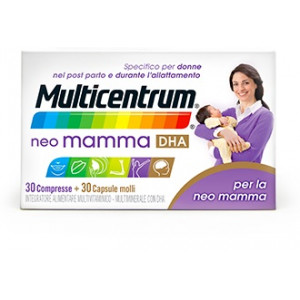 Specifico per donne
nel post parto e durante l'allattamento
Multicentrum®
neo mamma DHA
30 Compresse + 30 Capsule molli
INTEGRATORE ALIMENTARE MULTIVITAMINICO - MULTIMINERALE CON DHA
per la
neo mamma